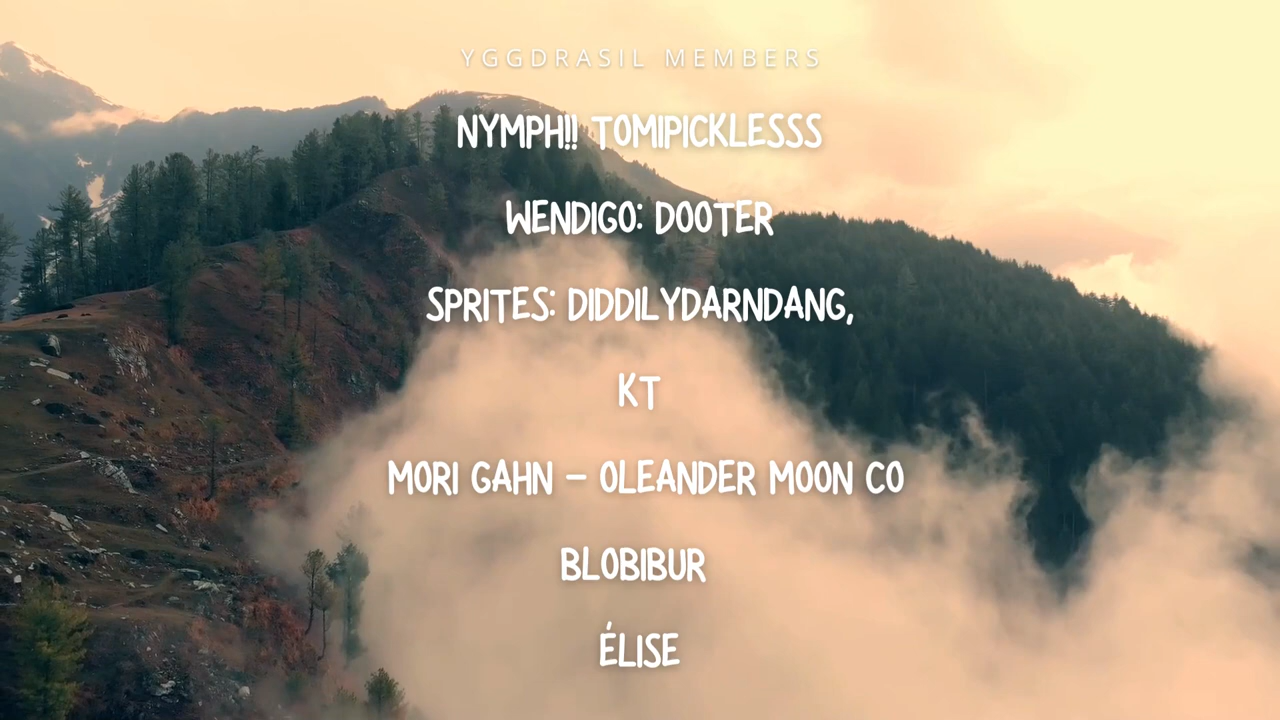 YGGDRASIL MEMBERS
NYMPH!! TOMIPICKLESSS
WENDIGO: DOOTER
SPRITES: DIDDILYDARNDANG,
KT
MORI GAHN - OLEANDER MOON CO
BLOBIBUR
ÉLISE